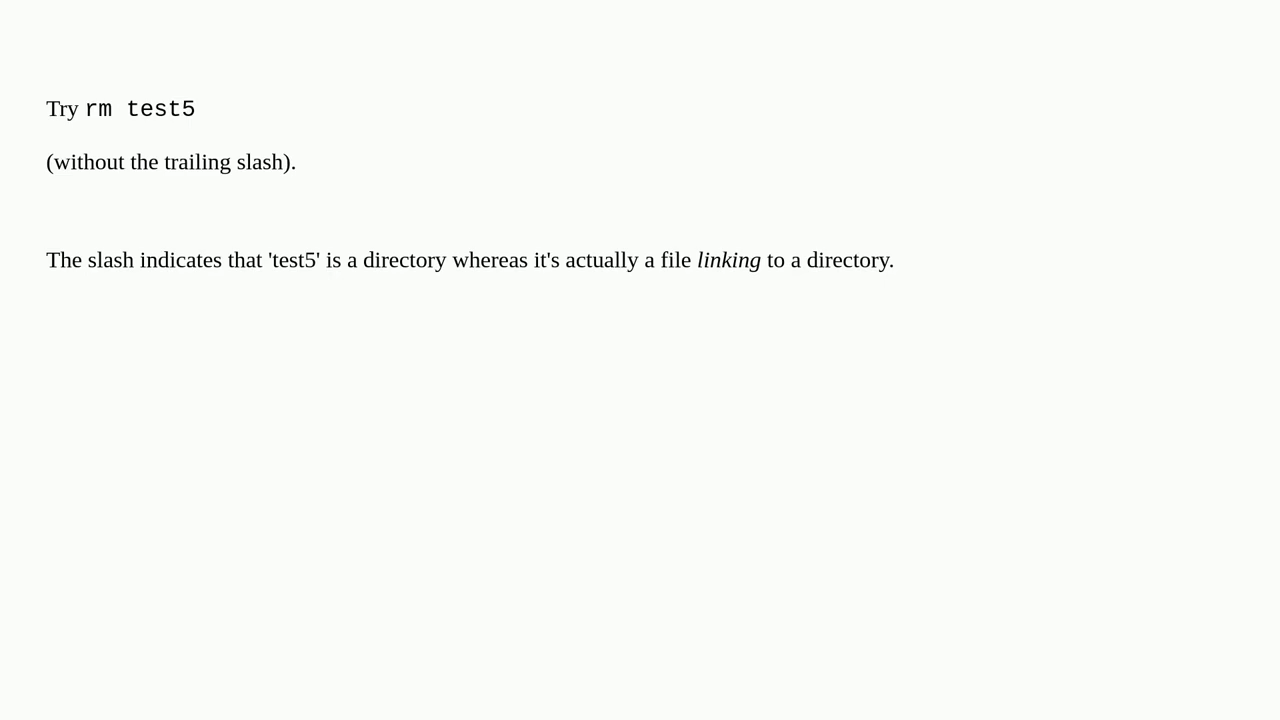 Try rm test5
(without the trailing slash).
The slash indicates that 'test5' is a directory whereas it's actually a file linking to a directory.